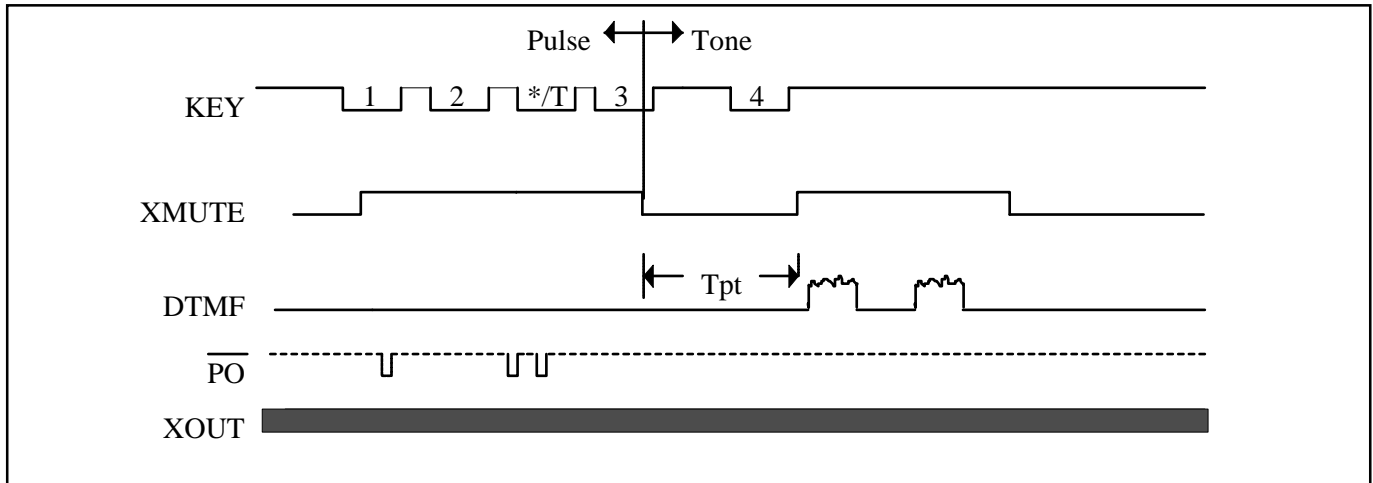 Pulse Tone
KEY 1 2 */T 3 4
XMUTE
Tpt
DTMF
PO
XOUT